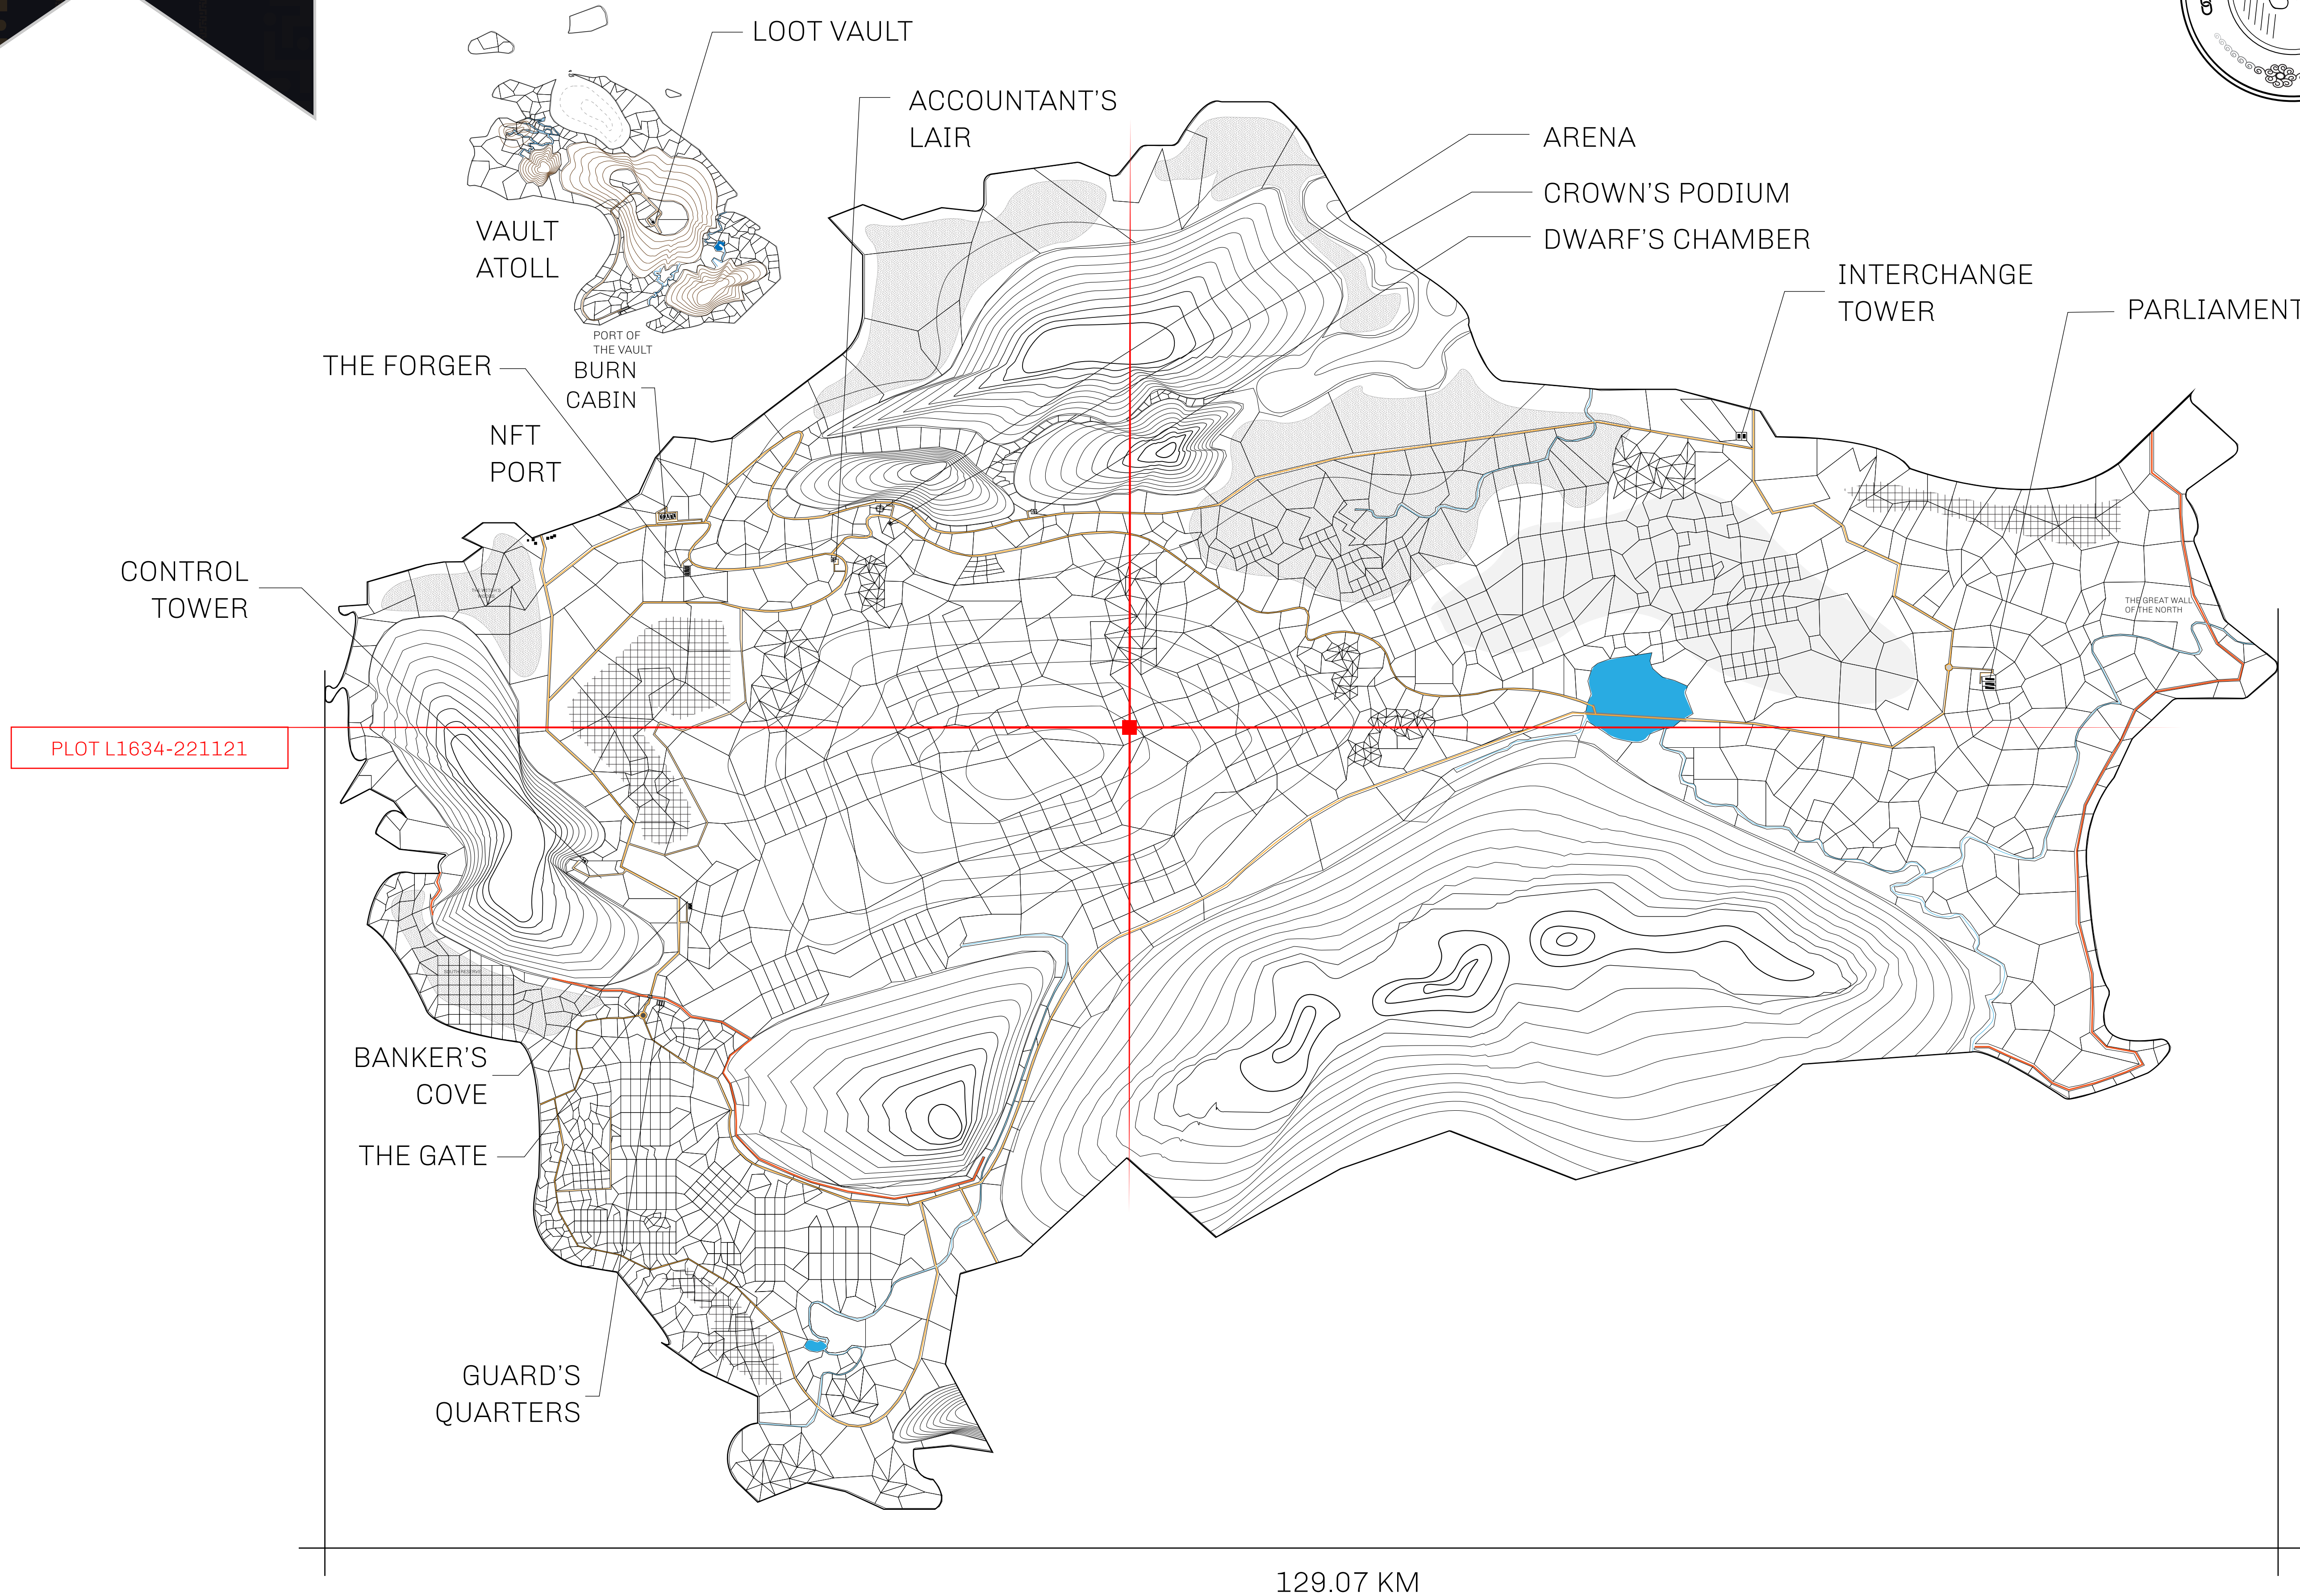 LOOT VAULT
ACCOUNTANT'S
LAIR
ARENA
CROWN'S PODIUM
DWARF'S CHAMBER
INTERCHANGE
TOWER
PARLIAMENT
VAULT
ATOLL
PORT OF
THE VAULT
THE FORGER
BURN
CABIN
NFT
PORT
CONTROL
TOWER
THE GREAT WALL
OF THE NORTH
PLOT L1634-221121
SOUTH RESERVE
BANKER'S
COVE
THE GATE
GUARD'S
QUARTERS
129.07 KM